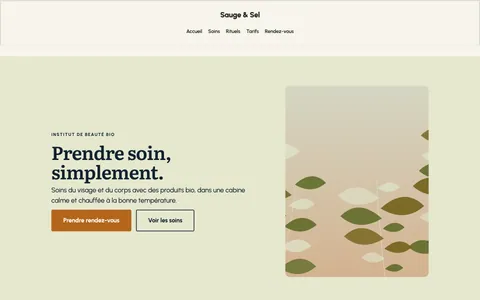 Sauge & Sel
Accueil Soins Rituels Tarifs Rendez-vous
INSTITUT DE BEAUTÉ BIO
Prendre soin,
simplement.
Soins du visage et du corps avec des produits bio, dans une cabine
calme et chauffée à la bonne température.
Prendre rendez-vous Voir les soins